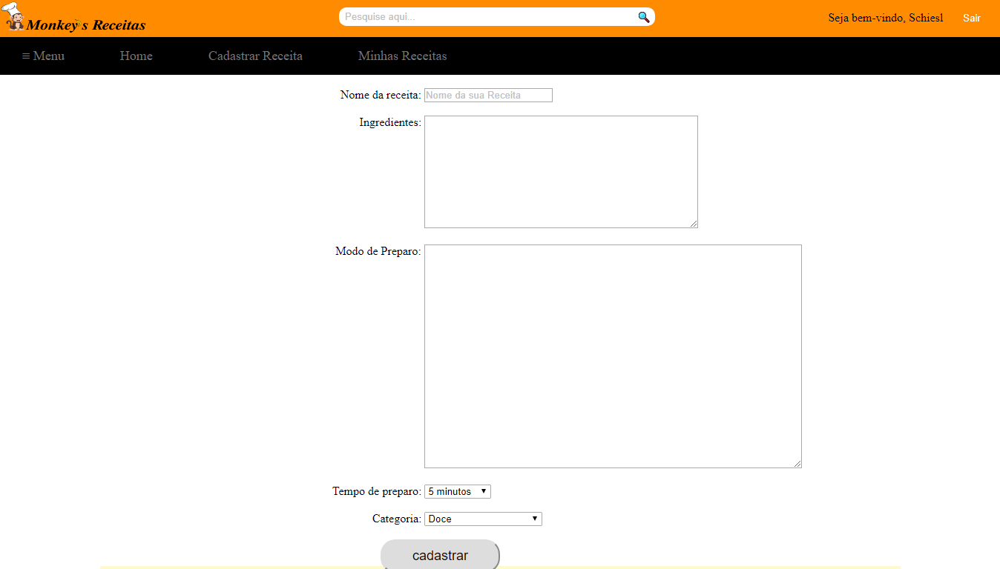 Monkey's Receitas
Pesquise aqui...
Seja bem-vindo, Schiesl
Sair
≡ Menu
Home
Cadastrar Receita
Minhas Receitas
Nome da receita: Nome da sua Receita
Ingredientes:
Modo de Preparo:
Tempo de preparo: 5 minutos
Categoria: Doce
cadastrar